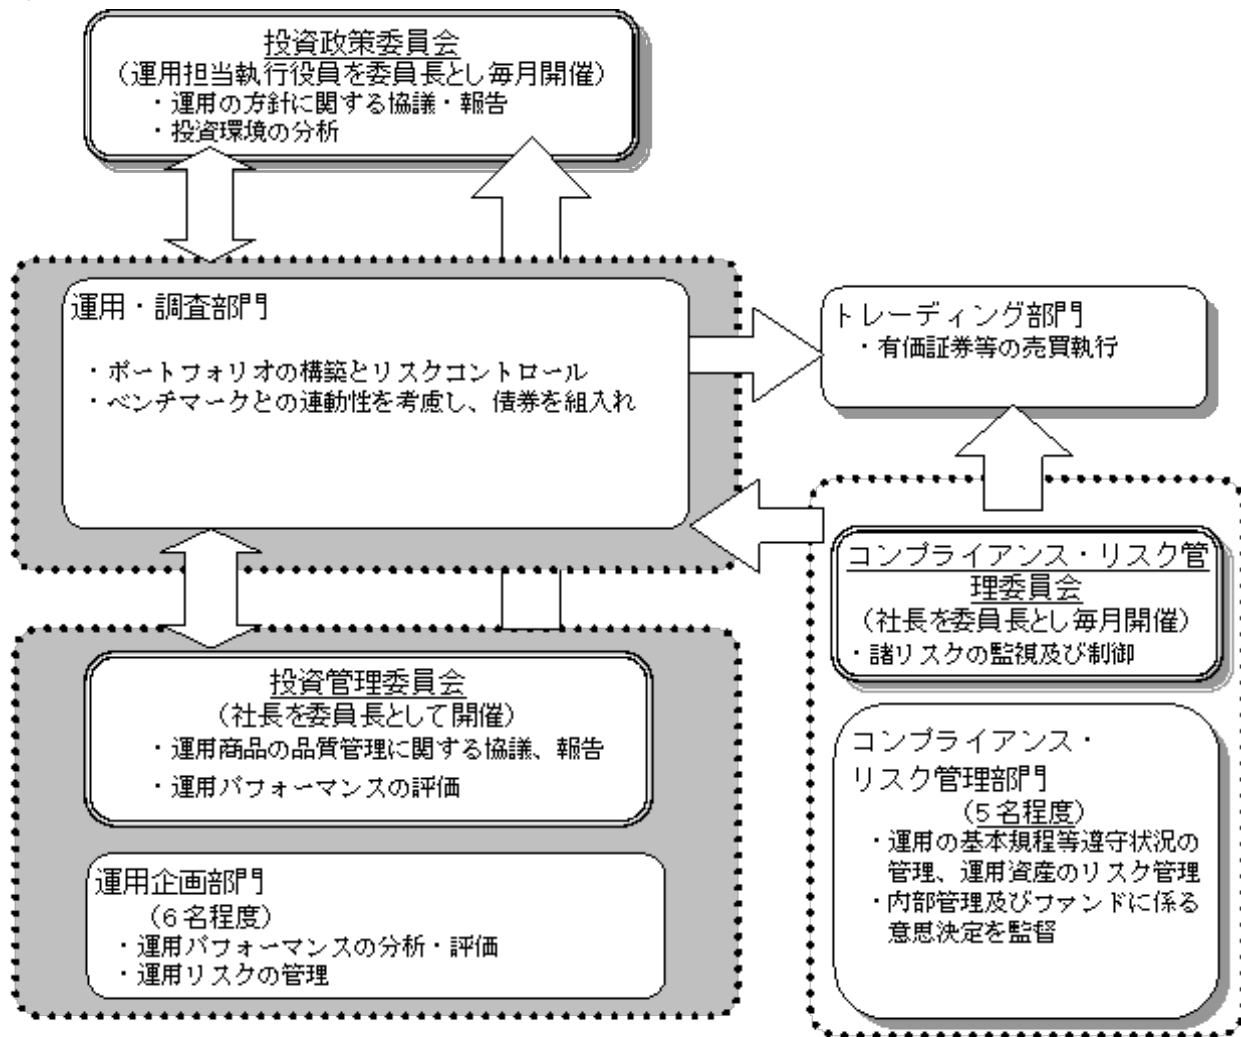 投資政策委員会
(運用担当執行役員を委員長とし毎月開催)
・運用の方針に関する協議・報告
・投資環境の分析
運用・調査部門
・ポートフォリオの構築とリスクコントロール
・ベンチマークとの連動性を考慮し、債券を組入れ
トレーディング部門
・有価証券等の売買執行
コンプライアンス・リスク管
理委員会
(社長を委員長とし毎月開催)
・諸リスクの監視及び制御
投資管理委員会
(社長を委員長として開催)
・運用商品の品質管理に関する協議、報告
・運用パフォーマンスの評価
コンプライアンス・
リスク管理部門
(5名程度)
・運用の基本規程等遵守状況の
管理、運用資産のリスク管理
・内部管理及びファンドに係る
意思決定を監督
運用企画部門
(6名程度)
・運用パフォーマンスの分析・評価
・運用リスクの管理